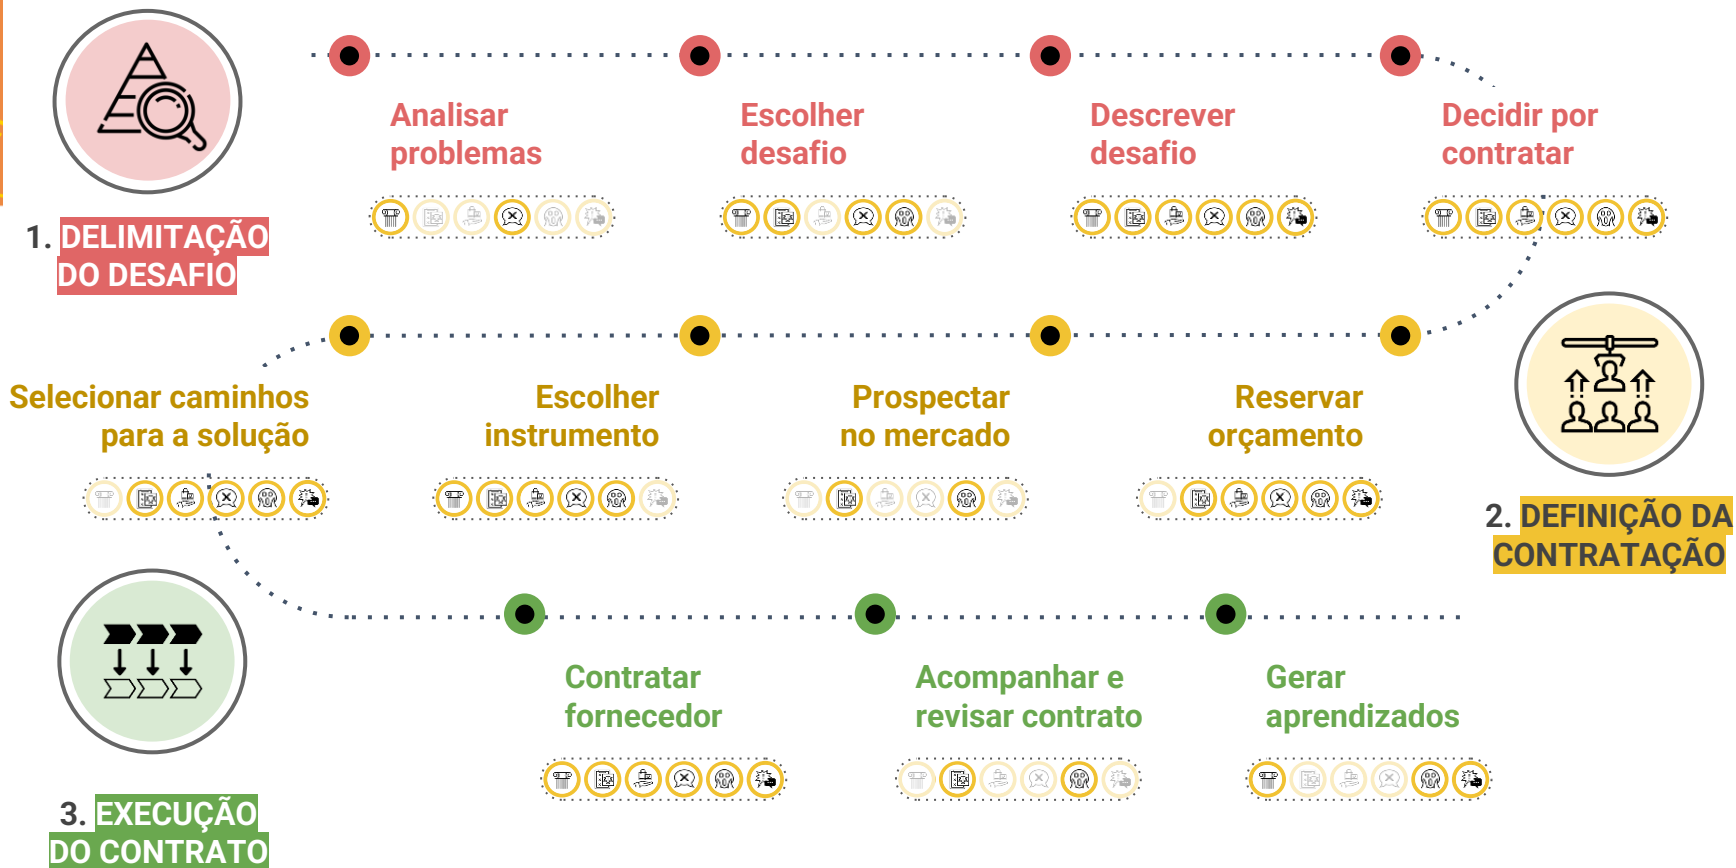 1. DELIMITAÇÃO
DO DESAFIO
Analisar
problemas
Escolher
desafio
Descrever
desafio
Decidir por
contratar
Selecionar caminhos
para a solução
Escolher
instrumento
Prospectar
no mercado
Reservar
orçamento
2. DEFINIÇÃO DA
CONTRATAÇÃO
3. EXECUÇÃO
DO CONTRATO
Contratar
fornecedor
Acompanhar e
revisar contrato
Gerar
aprendizados